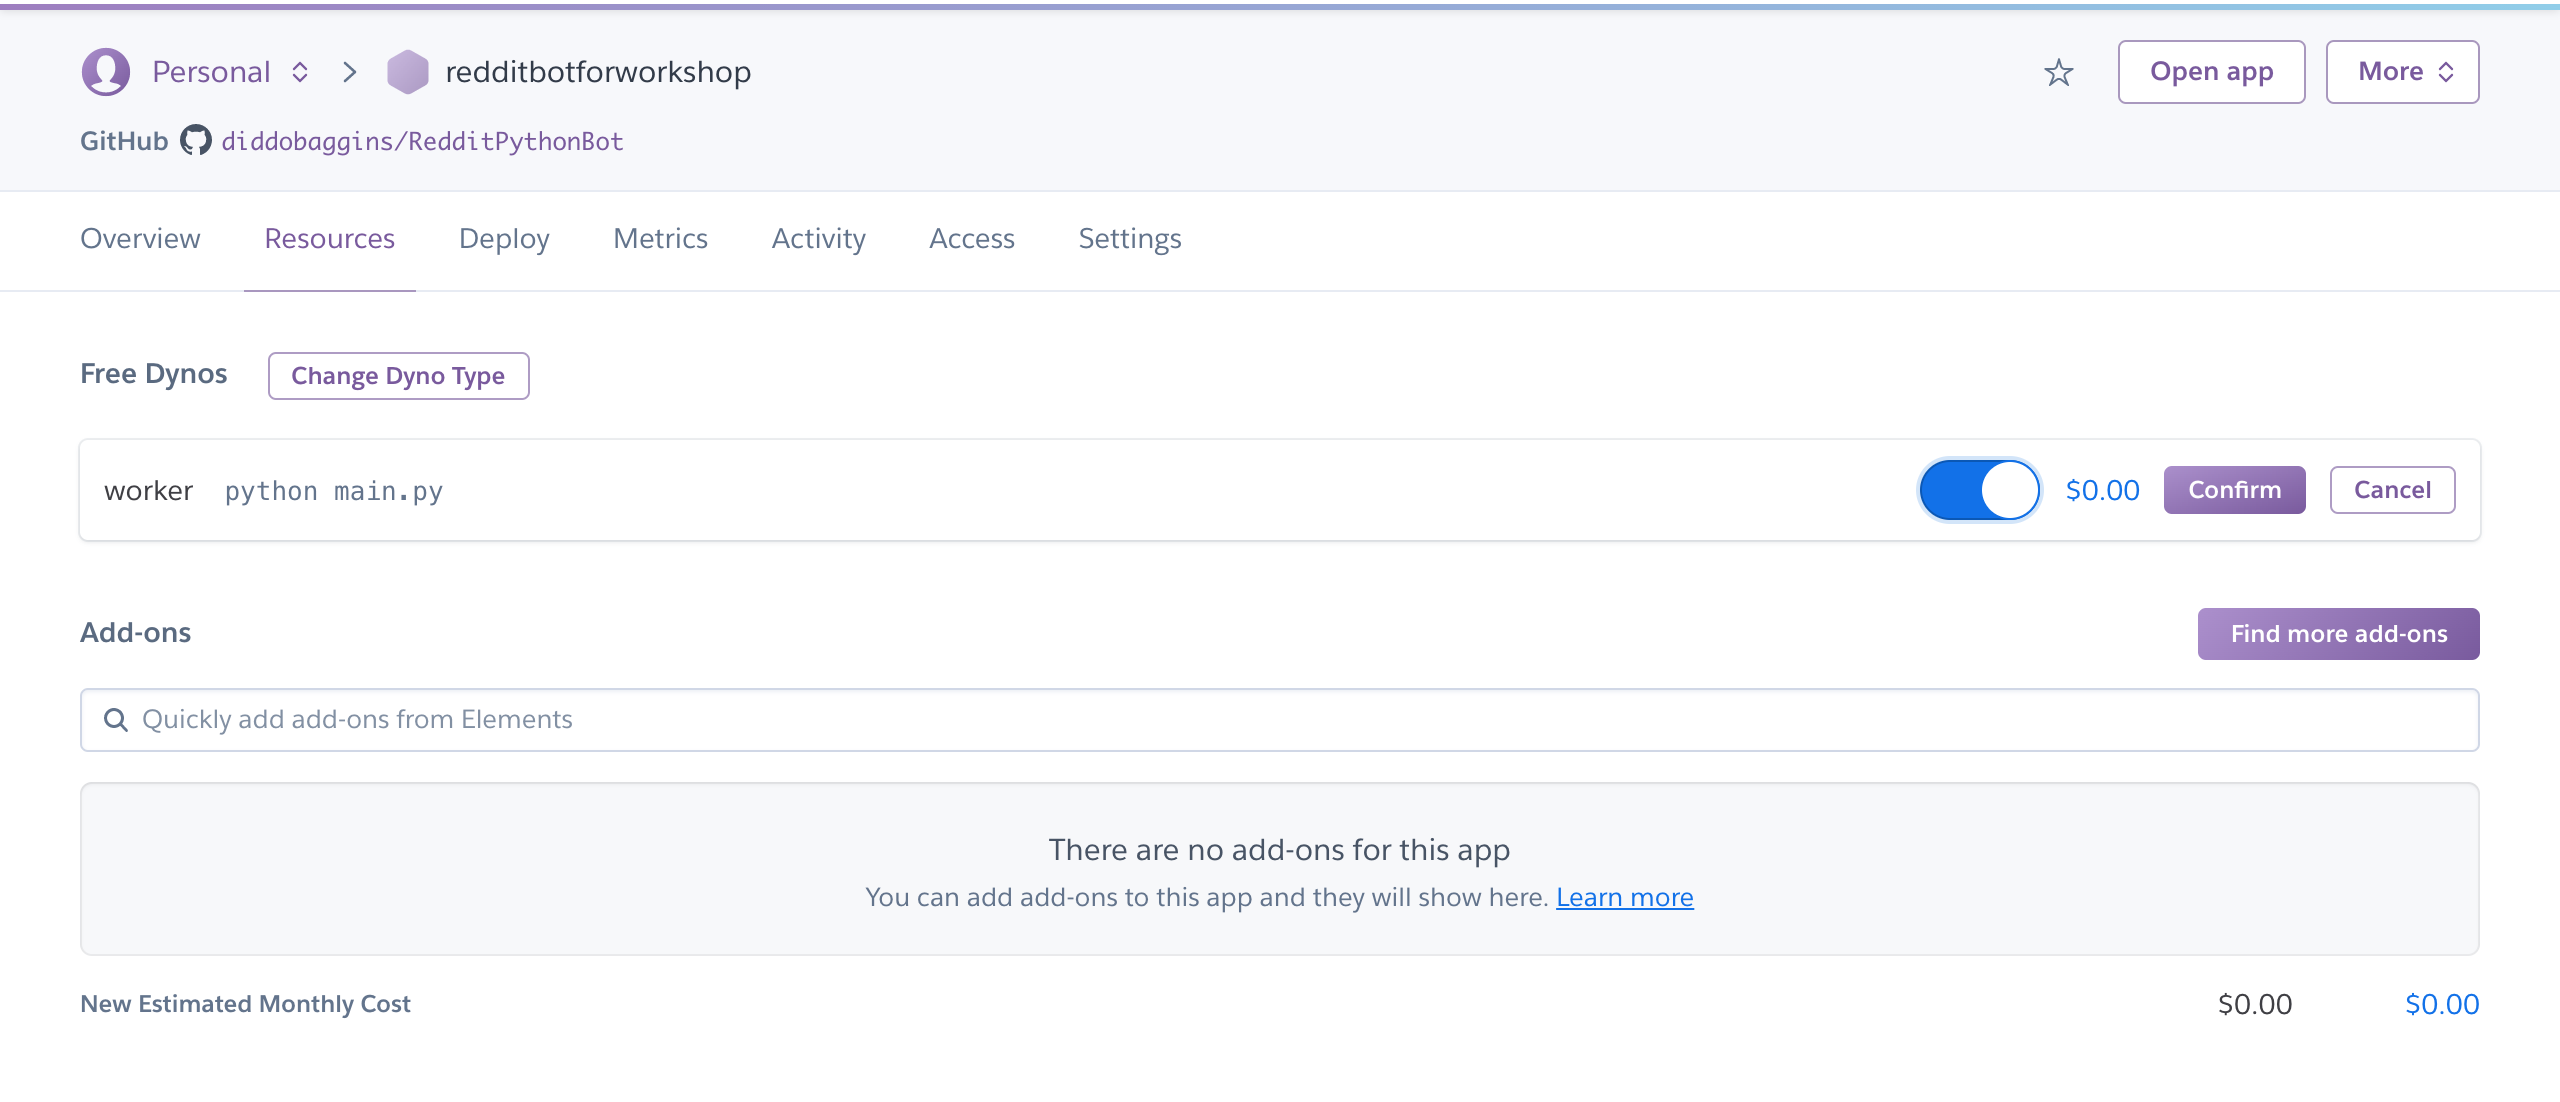 Personal redditbotforworkshop Open app More
GitHub diddobaggins/RedditPythonBot
Overview Resources Deploy Metrics Activity Access Settings
Free Dynos Change Dyno Type
worker python main.py $0.00 Confirm Cancel
Add-ons Find more add-ons
Quickly add add-ons from Elements
There are no add-ons for this app
You can add add-ons to this app and they will show here. Learn more
New Estimated Monthly Cost $0.00 $0.00